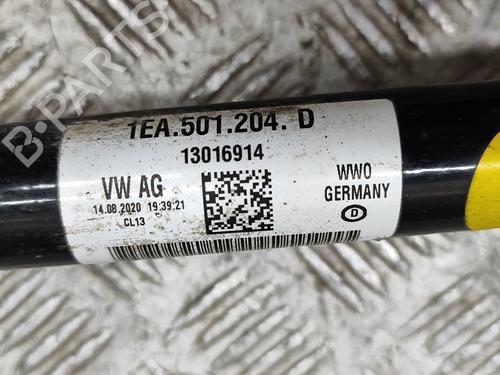 1EA.501.204. D
13016914
VW AG
14.08.2020 19:39:21
CL13
WWO
GERMANY
D
B-PARTS